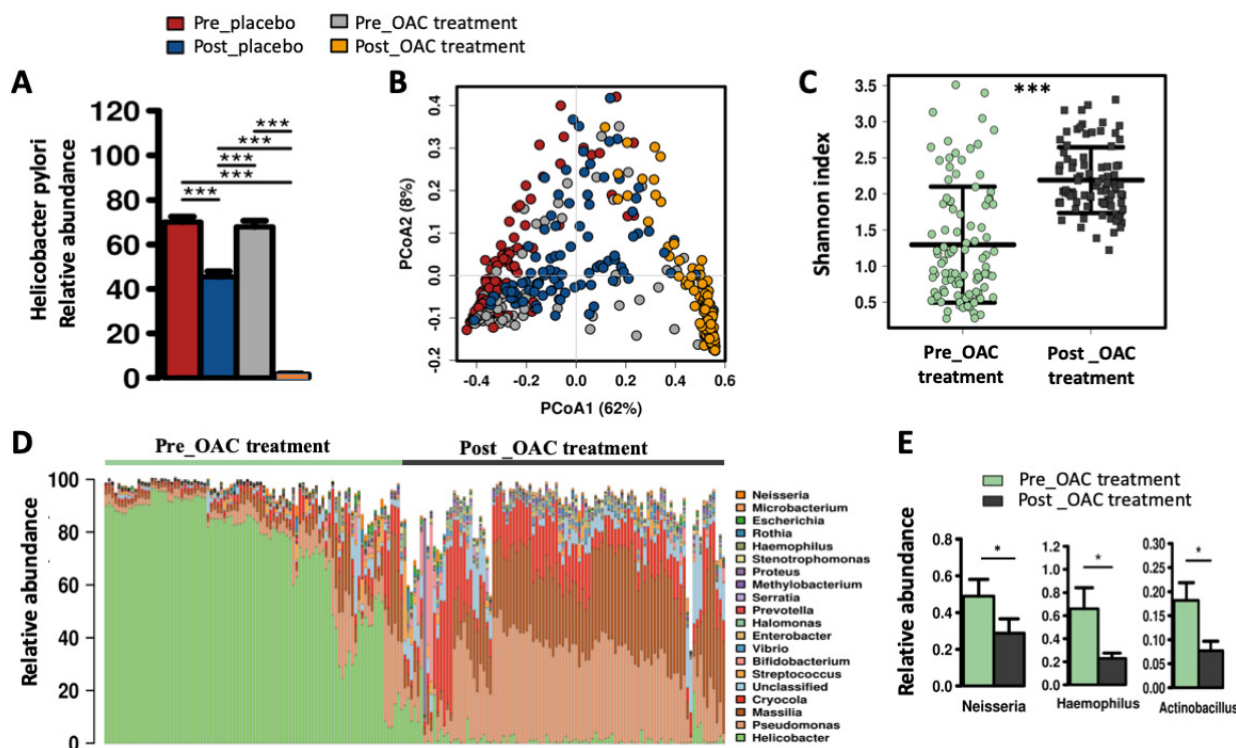 Pre_placebo
Post_placebo
Pre_OAC treatment
Post_OAC treatment
A
Helicobacter pylori
Relative abundance
120
100
80
60
40
20
0
***
***
***
***
***
B
PCoA2 (8%)
0.4
0.3
0.2
0.1
0.0
-0.1
-0.2
-0.4
-0.2
0.0
0.2
0.4
0.6
PCoA1 (62%)
C
Shannon index
3.5
3.0
2.5
2.0
1.5
1.0
0.5
***
Pre_OAC
treatment
Post _OAC
treatment
D
Pre_OAC treatment
Post _OAC treatment
Relative abundance
100
80
60
40
20
0
Neisseria
Microbacterium
Escherichia
Rothia
Haemophilus
Stenotrophomonas
Proteus
Methylobacterium
Serratia
Prevotella
Halomonas
Enterobacter
Vibrio
Bifidobacterium
Streptococcus
Unclassified
Cryocola
Massilia
Pseudomonas
Helicobacter
E
Pre_OAC treatment
Post _OAC treatment
Relative abundance
0.8
0.6
0.4
0.2
0.0
*
Neisseria
1.2
1.0
0.8
0.6
0.4
0.2
0.0
*
Haemophilus
0.30
0.25
0.20
0.15
0.10
0.05
0.00
*
Actinobacillus